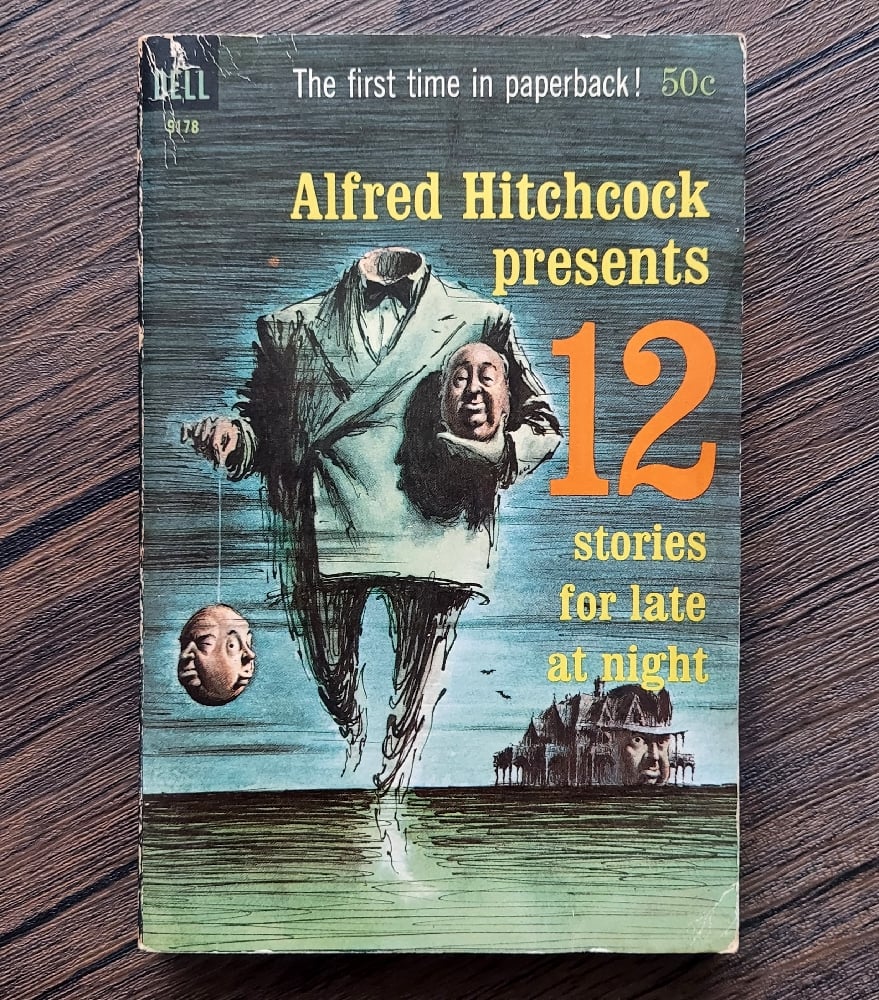 DELL
9178
The first time in paperback! 50c
Alfred Hitchcock
presents
12
stories
for late
at night